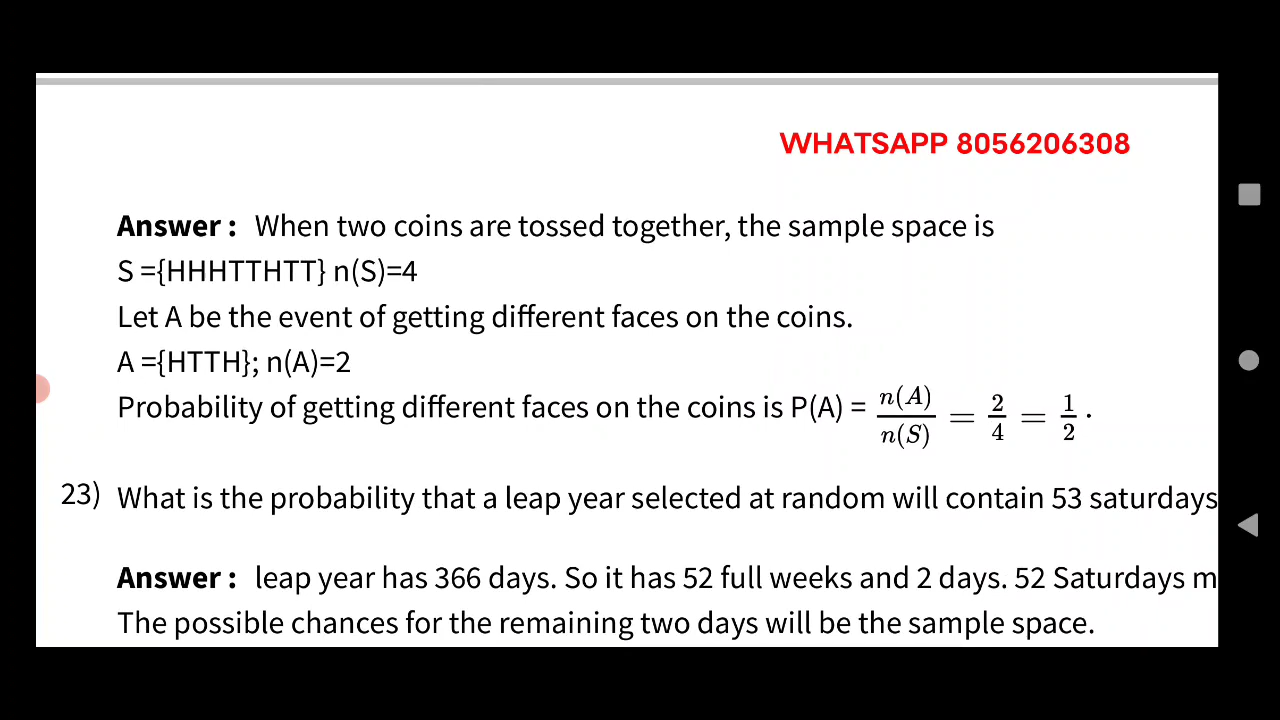 WHATSAPP 8056206308
Answer : When two coins are tossed together, the sample space is
S ={HHHTTHTT} n(S)=4
Let A be the event of getting different faces on the coins.
A ={HTTH}; n(A)=2
Probability of getting different faces on the coins is P(A) = n(A)/n(S) = 2/4 = 1/2 .
23) What is the probability that a leap year selected at random will contain 53 saturdays
Answer : leap year has 366 days. So it has 52 full weeks and 2 days. 52 Saturdays m
The possible chances for the remaining two days will be the sample space.